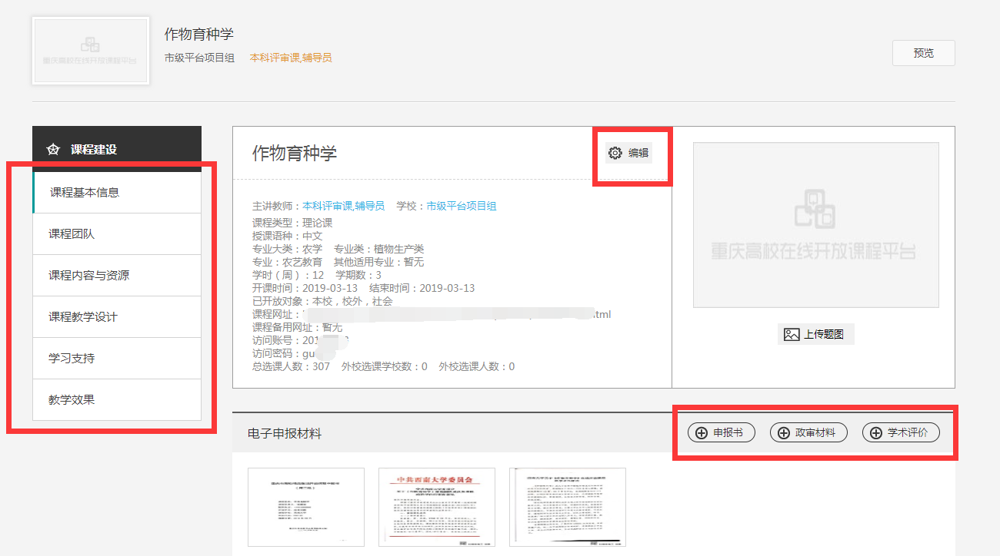 重庆高校在线开放课程平台
作物育种学
市级平台项目组 本科评审课,辅导员
预览
课程建设
课程基本信息
课程团队
课程内容与资源
课程教学设计
学习支持
教学效果
作物育种学
编辑
主讲教师：本科评审课,辅导员 学校：市级平台项目组
课程类型：理论课
授课语种：中文
专业大类：农学 专业类：植物生产类
专业：农艺教育 其他适用专业：暂无
学时（周）：12 学期数：3
开课时间：2019-03-13 结束时间：2019-03-13
已开放对象：本校，校外，社会
课程网址： tml
课程备用网址：暂无
访问账号：201
访问密码：gu
总选课人数：307 外校选课学校数：0 外校选课人数：0
重庆高校在线开放课程平台
上传题图
电子申报材料
申报书 政审材料 学术评价
中共西南大学委员会